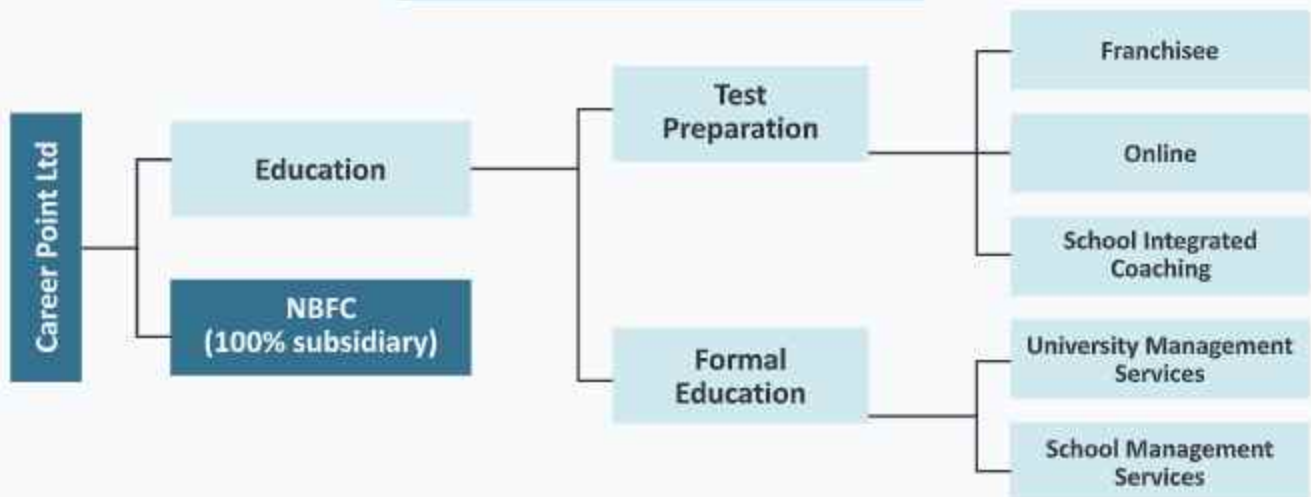 Career Point Ltd
Education
NBFC
(100% subsidiary)
Test
Preparation
Formal
Education
Franchisee
Online
School Integrated
Coaching
University Management
Services
School Management
Services